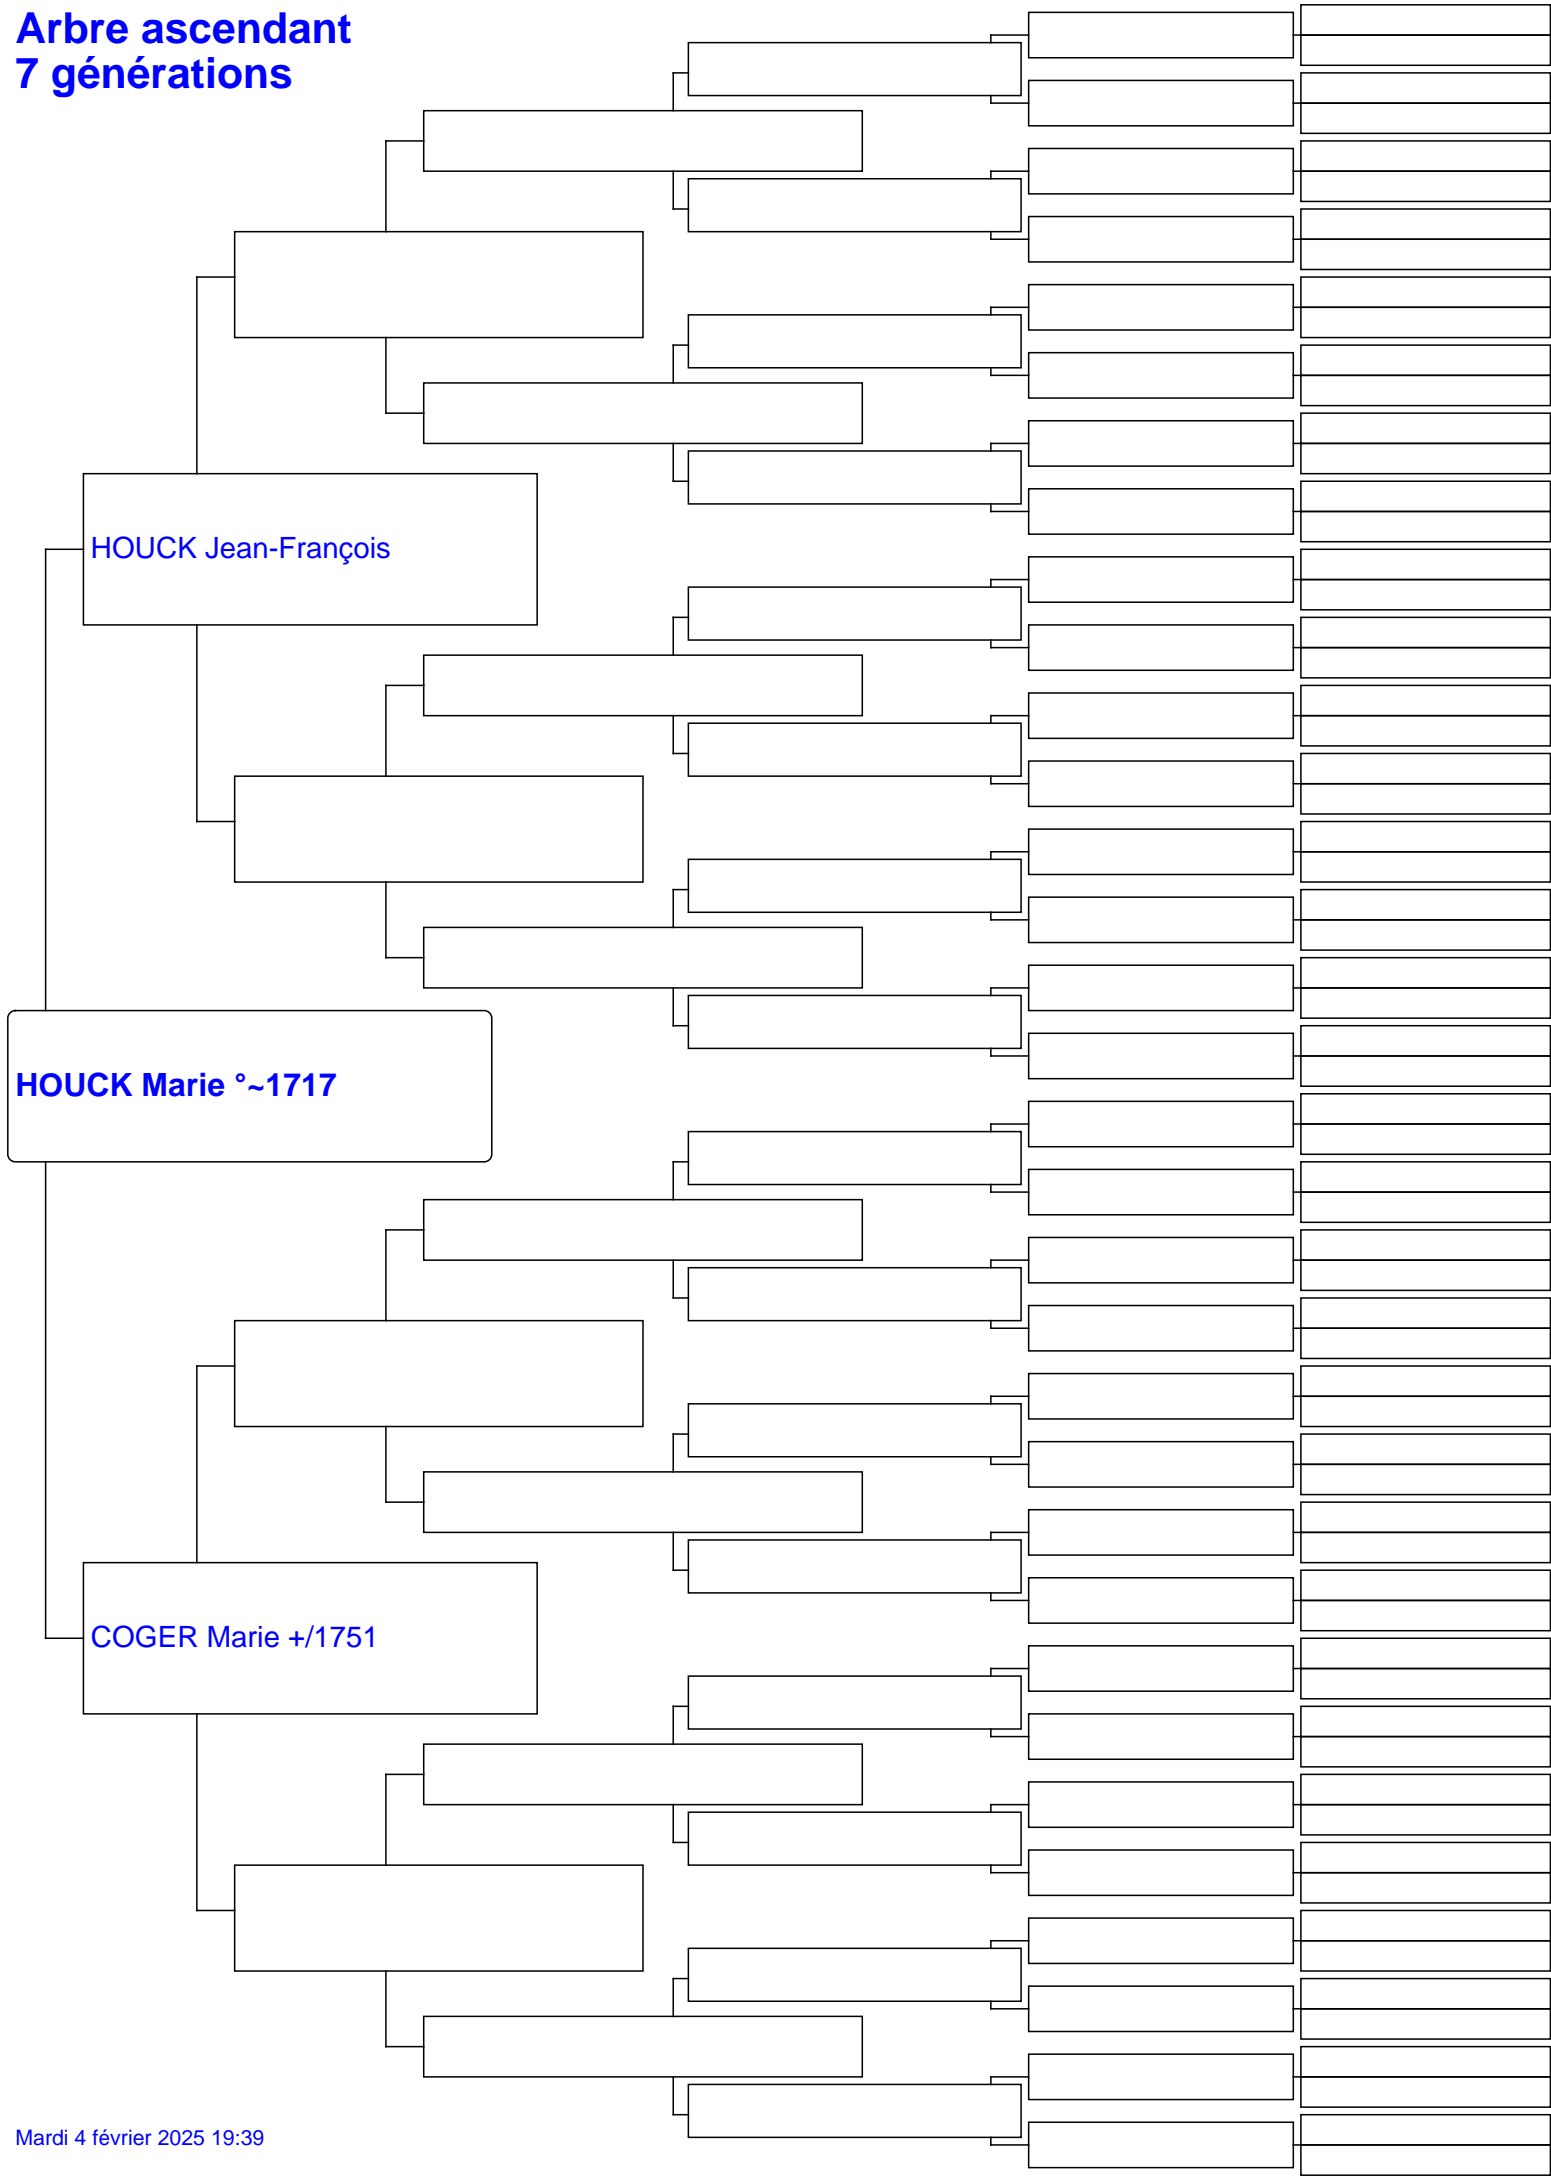 Arbre ascendant
7 générations
HOUCK Jean-François
HOUCK Marie °~1717
COGER Marie +/1751
Mardi 4 février 2025 19:39